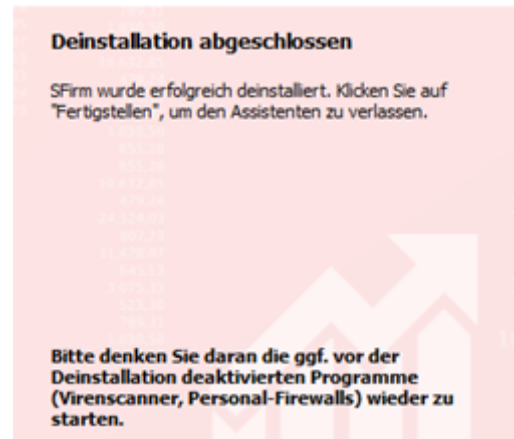 Deinstallation abgeschlossen
SFirm wurde erfolgreich deinstalliert. Klicken Sie auf
"Fertigstellen", um den Assistenten zu verlassen.
Bitte denken Sie daran die ggf. vor der
Deinstallation deaktivierten Programme
(Virenscanner, Personal-Firewalls) wieder zu
starten.